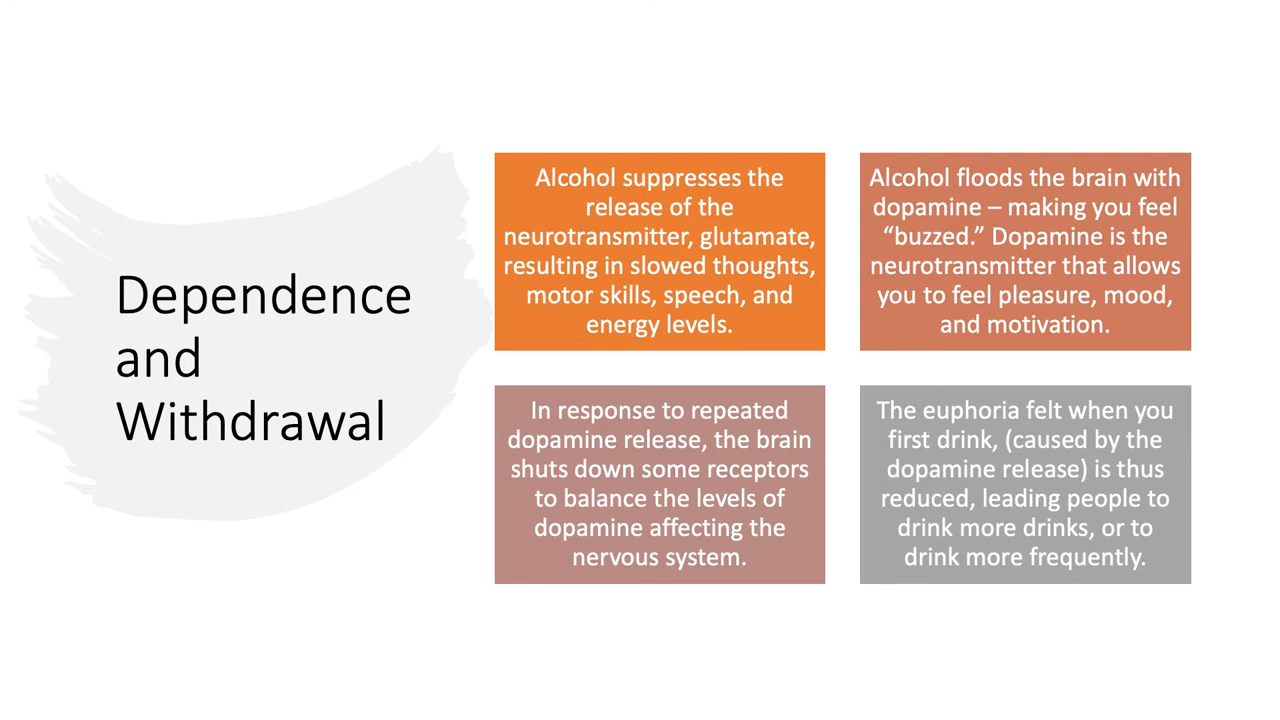 Dependence
and
Withdrawal
Alcohol suppresses the
release of the
neurotransmitter, glutamate,
resulting in slowed thoughts,
motor skills, speech, and
energy levels.
Alcohol floods the brain with
dopamine – making you feel
“buzzed.” Dopamine is the
neurotransmitter that allows
you to feel pleasure, mood,
and motivation.
In response to repeated
dopamine release, the brain
shuts down some receptors
to balance the levels of
dopamine affecting the
nervous system.
The euphoria felt when you
first drink, (caused by the
dopamine release) is thus
reduced, leading people to
drink more drinks, or to
drink more frequently.